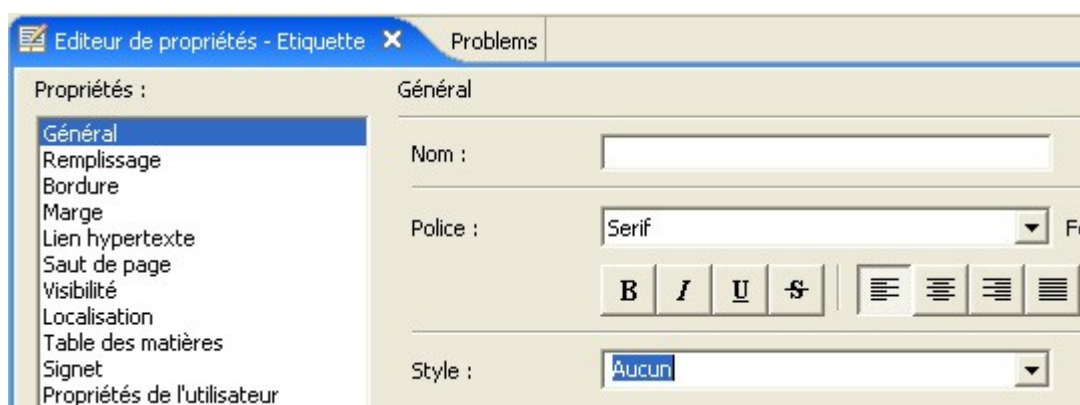 Editeur de propriétés - Etiquette
Problems
Propriétés :
Général
Remplissage
Bordure
Marge
Lien hypertexte
Saut de page
Visibilité
Localisation
Table des matières
Signet
Propriétés de l'utilisateur
Général
Nom :
Police :
Serif
B I U S
Style :
Aucun